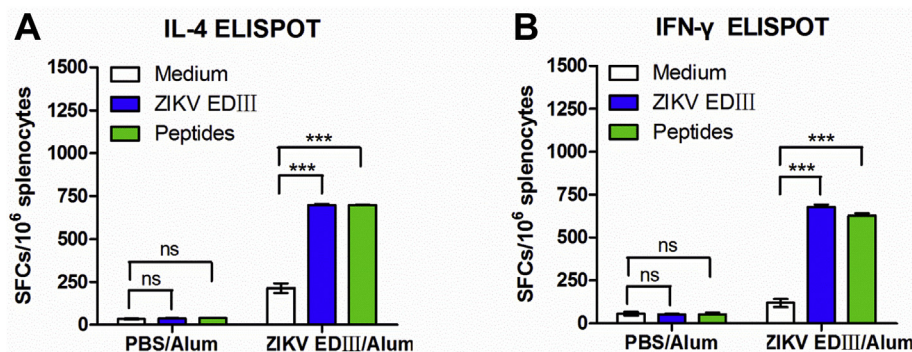 A
IL-4 ELISPOT
SFCs/10⁶ splenocytes
1500
1250
1000
750
500
250
0
Medium
ZIKV EDⅢ
Peptides
***
***
ns
ns
PBS/Alum
ZIKV EDⅢ/Alum
B
IFN-γ ELISPOT
SFCs/10⁶ splenocytes
1500
1250
1000
750
500
250
0
Medium
ZIKV EDⅢ
Peptides
***
***
ns
ns
PBS/Alum
ZIKV EDⅢ/Alum